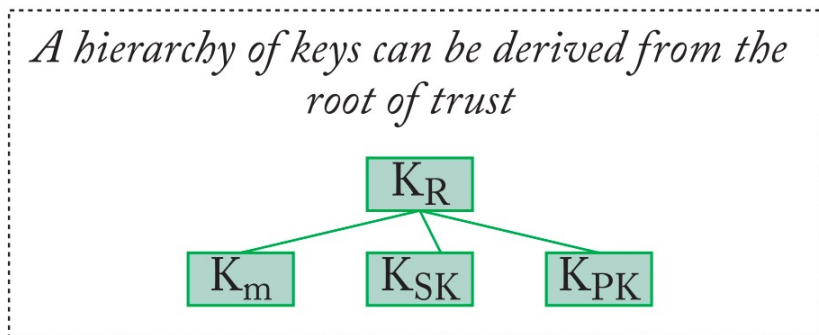 A hierarchy of keys can be derived from the
root of trust
K_R
K_m K_SK K_PK